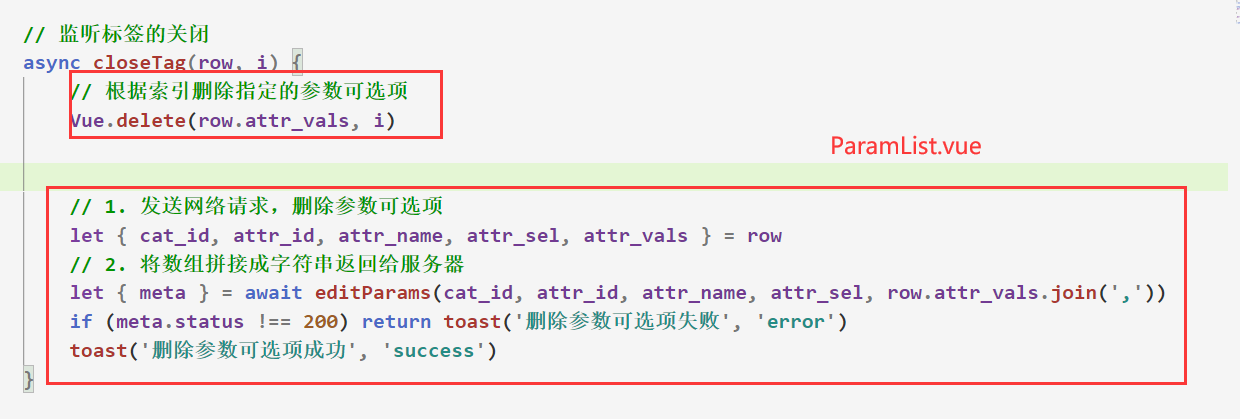 // 监听标签的关闭
async closeTag(row, i) {
// 根据索引删除指定的参数可选项
Vue.delete(row.attr_vals, i)
ParamList.vue
// 1. 发送网络请求，删除参数可选项
let { cat_id, attr_id, attr_name, attr_sel, attr_vals } = row
// 2. 将数组拼接成字符串返回给服务器
let { meta } = await editParams(cat_id, attr_id, attr_name, attr_sel, row.attr_vals.join(','))
if (meta.status !== 200) return toast('删除参数可选项失败', 'error')
toast('删除参数可选项成功', 'success')
}